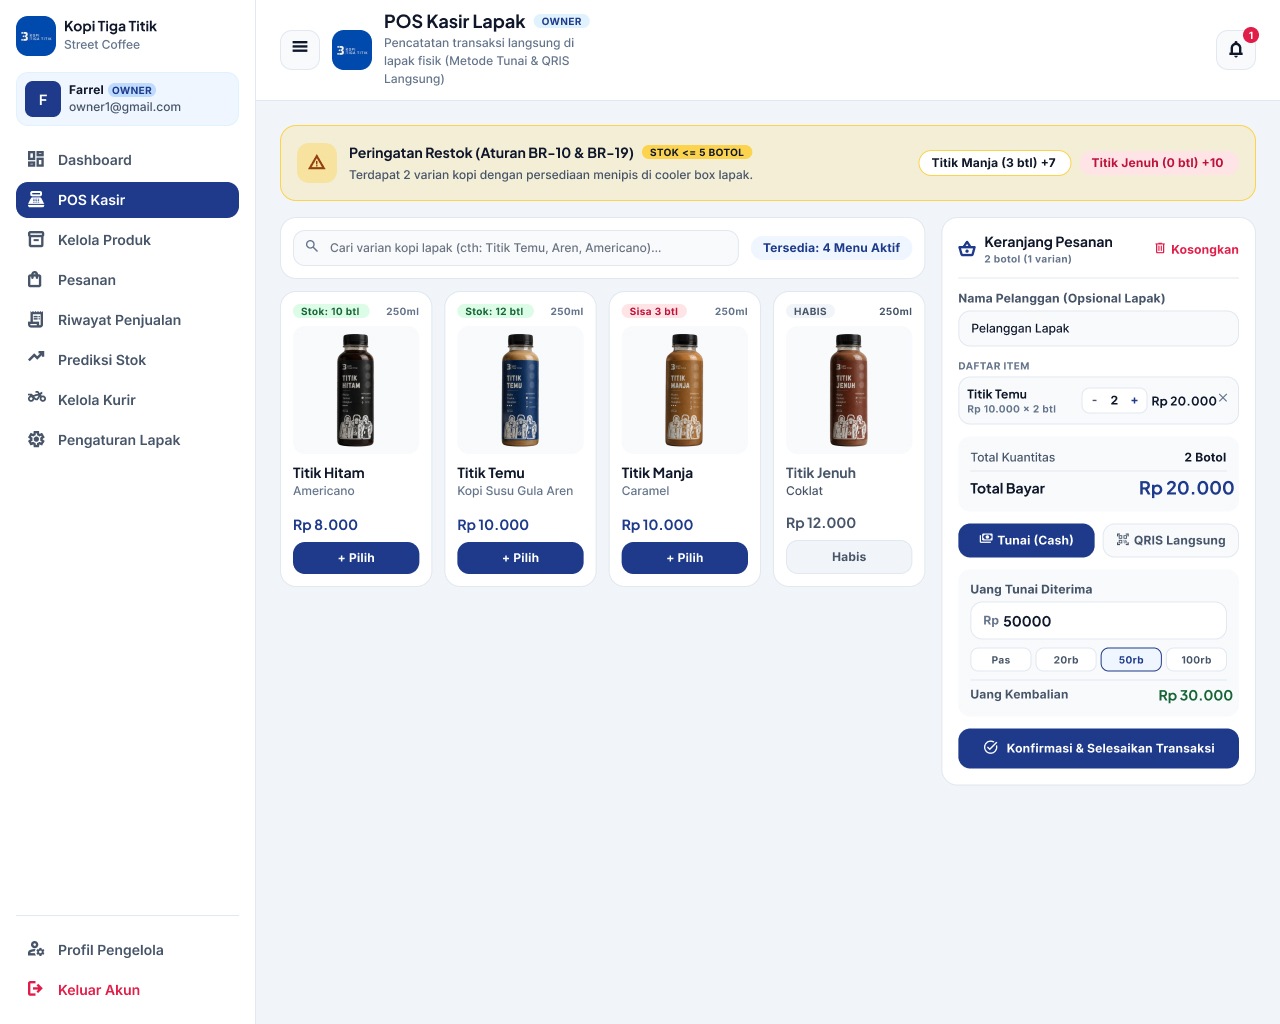 Kopi Tiga Titik
Street Coffee
F
Farrel OWNER
owner1@gmail.com
Dashboard
POS Kasir
Kelola Produk
Pesanan
Riwayat Penjualan
Prediksi Stok
Kelola Kurir
Pengaturan Lapak
Profil Pengelola
Keluar Akun
POS Kasir Lapak OWNER
Pencatatan transaksi langsung di
lapak fisik (Metode Tunai & QRIS
Langsung)
1
Peringatan Restok (Aturan BR-10 & BR-19) STOK <= 5 BOTOL
Terdapat 2 varian kopi dengan persediaan menipis di cooler box lapak.
Titik Manja (3 btl) +7
Titik Jenuh (0 btl) +10
Cari varian kopi lapak (cth: Titik Temu, Aren, Americano)...
Tersedia: 4 Menu Aktif
Stok: 10 btl 250ml
TITIK
HITAM
Titik Hitam
Americano
Rp 8.000
+ Pilih
Stok: 12 btl 250ml
TITIK
TEMU
Titik Temu
Kopi Susu Gula Aren
Rp 10.000
+ Pilih
Sisa 3 btl 250ml
TITIK
MANJA
Titik Manja
Caramel
Rp 10.000
+ Pilih
HABIS 250ml
TITIK
JENUH
Titik Jenuh
Coklat
Rp 12.000
Habis
Keranjang Pesanan
2 botol (1 varian)
Kosongkan
Nama Pelanggan (Opsional Lapak)
Pelanggan Lapak
DAFTAR ITEM
Titik Temu
Rp 10.000 × 2 btl
- 2 +
Rp 20.000
Total Kuantitas 2 Botol
Total Bayar Rp 20.000
Tunai (Cash)
QRIS Langsung
Uang Tunai Diterima
Rp 50000
Pas 20rb 50rb 100rb
Uang Kembalian Rp 30.000
Konfirmasi & Selesaikan Transaksi